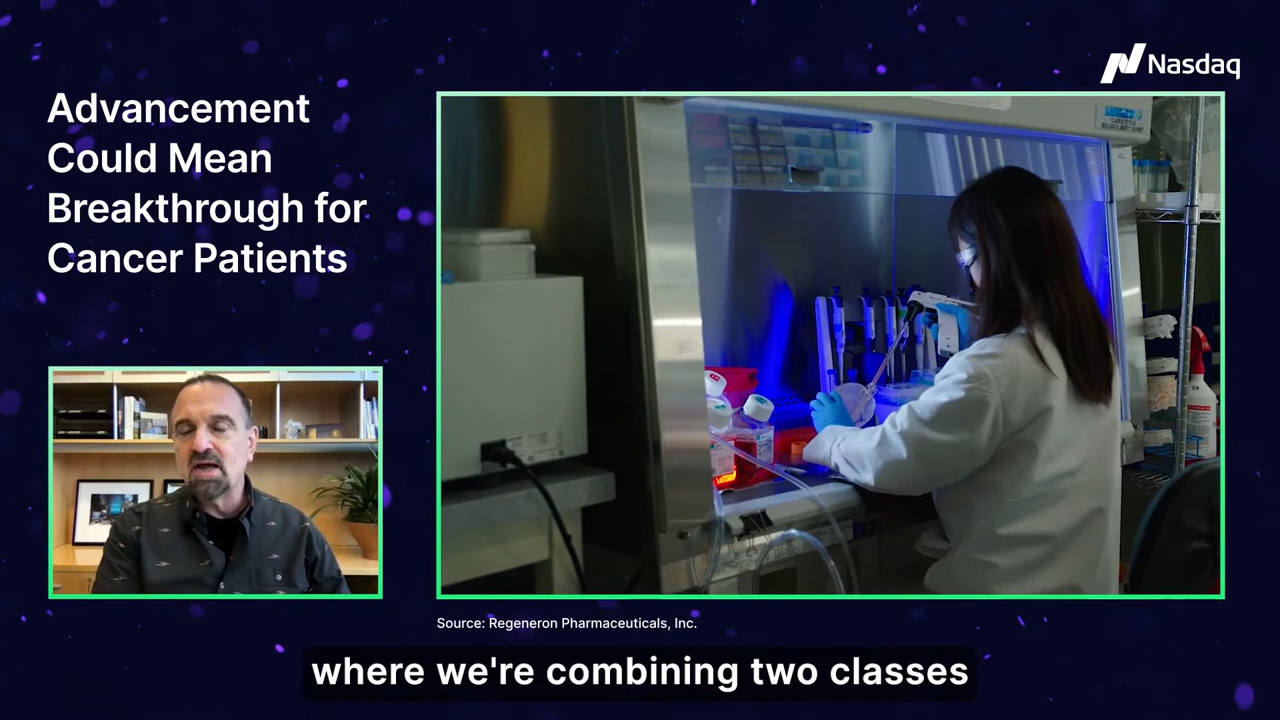 Nasdaq
Advancement
Could Mean
Breakthrough for
Cancer Patients
Source: Regeneron Pharmaceuticals, Inc.
where we're combining two classes